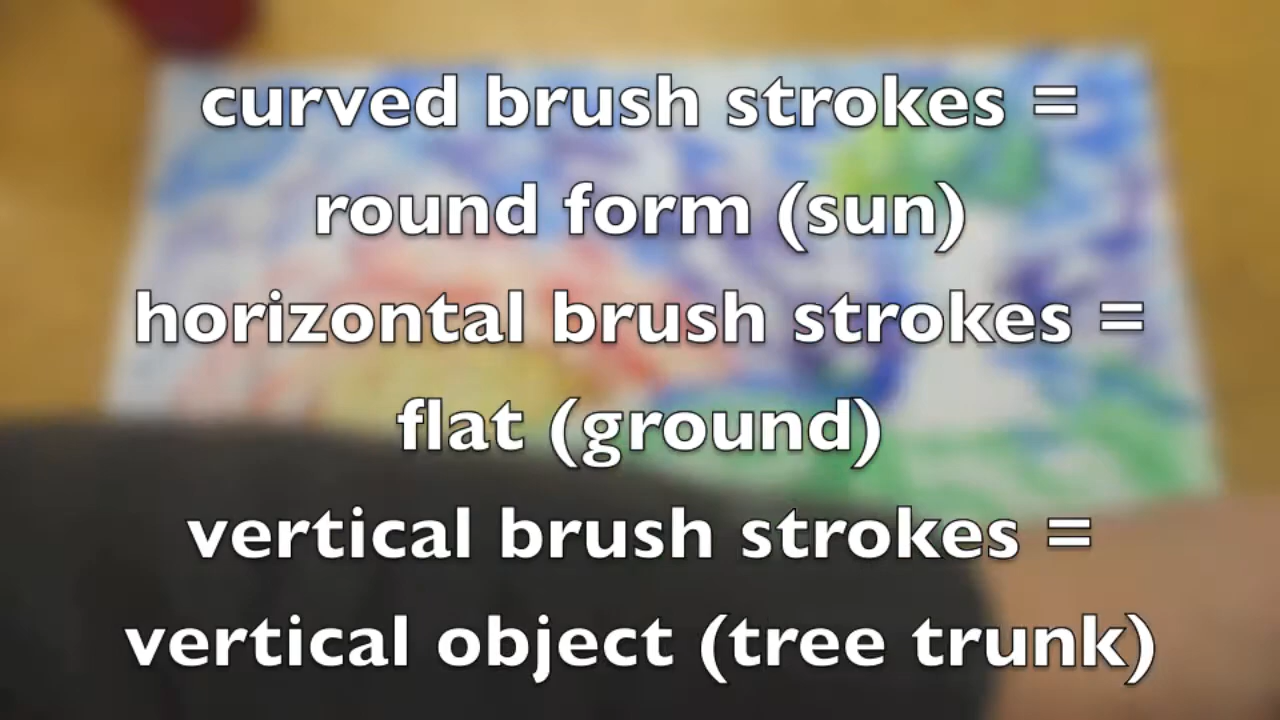 curved brush strokes =
round form (sun)
horizontal brush strokes =
flat (ground)
vertical brush strokes =
vertical object (tree trunk)